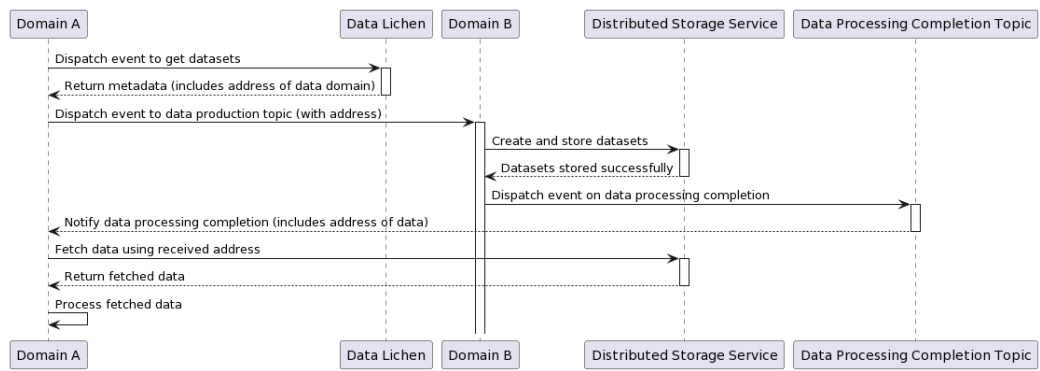 Domain A
Data Lichen
Domain B
Distributed Storage Service
Data Processing Completion Topic
Dispatch event to get datasets
Return metadata (includes address of data domain)
Dispatch event to data production topic (with address)
Create and store datasets
Datasets stored successfully
Dispatch event on data processing completion
Notify data processing completion (includes address of data)
Fetch data using received address
Return fetched data
Process fetched data
Domain A
Data Lichen
Domain B
Distributed Storage Service
Data Processing Completion Topic